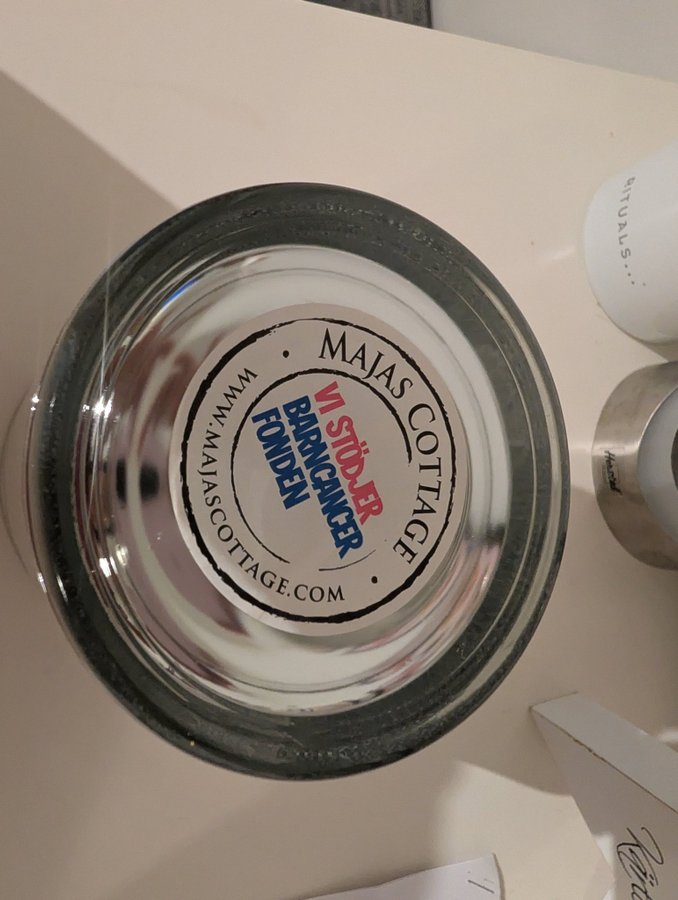 MAJAS COTTAGE
VI STÖDJER
BARNCANCER
FONDEN
WWW.MAJASCOTTAGE.COM
RITUALS...